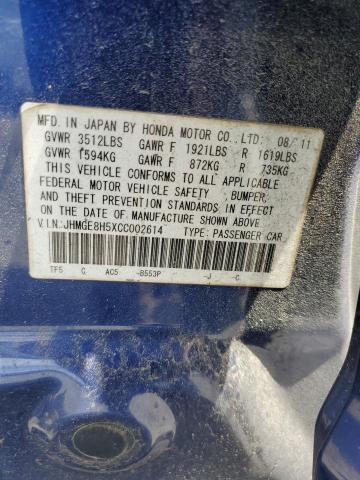 MFD. IN JAPAN BY HONDA MOTOR CO., LTD: 08/11
GVWR 3512LBS GAWR F 1921LBS R 1619LBS
GVWR 1594KG GAWR F 872KG R 735KG
THIS VEHICLE CONFORMS TO ALL APPLICABLE
FEDERAL MOTOR VEHICLE SAFETY, BUMPER,
AND THEFT PREVENTION STANDARDS IN EFFECT
ON THE DATE OF MANUFACTURE SHOWN ABOVE.
V.I.N.:JHMGE8H5XCC002614 TYPE: PASSENGER CAR
TF5 C AC5 -B553P -J -C